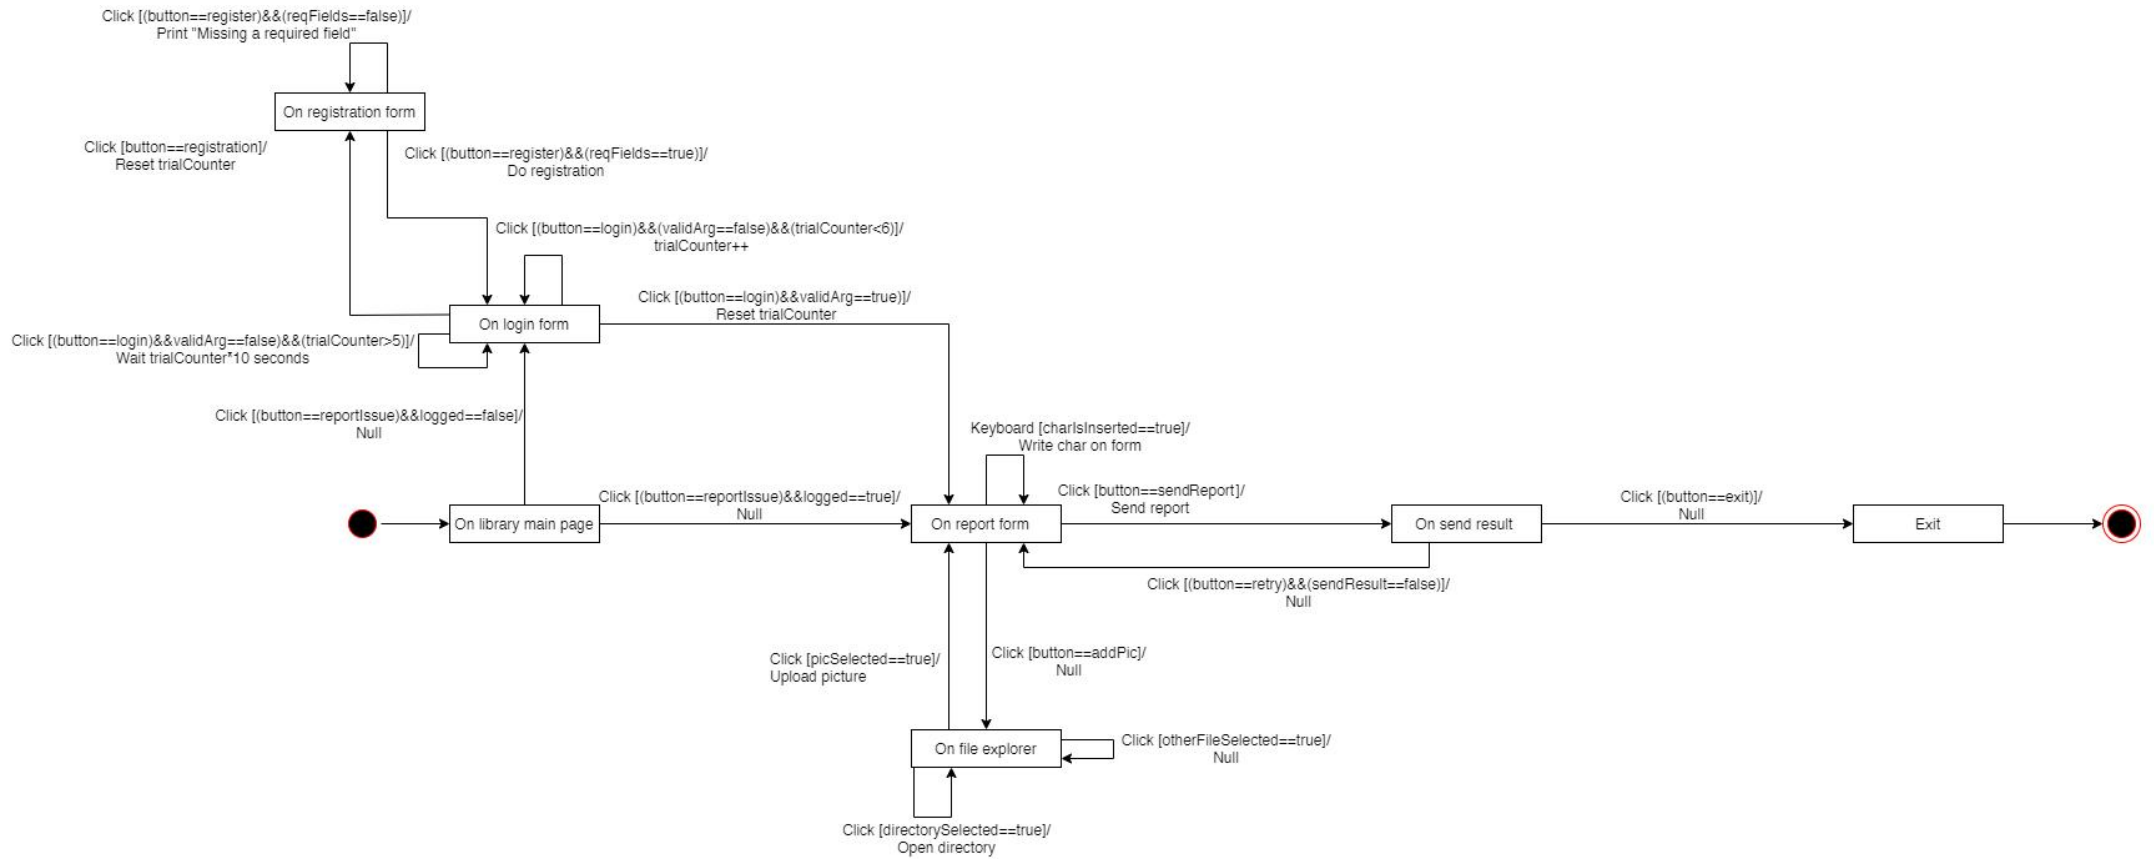 Click [(button==register)&&(reqFields==false)]/
Print "Missing a required field"
On registration form
Click [button==registration]/
Reset trialCounter
Click [(button==register)&&(reqFields==true)]/
Do registration
Click [(button==login)&&(validArg==false)&&(trialCounter<6)]/
trialCounter++
Click [(button==login)&&validArg==true)]/
Reset trialCounter
On login form
Click [(button==login)&&validArg==false)&&(trialCounter>5)]/
Wait trialCounter*10 seconds
Click [(button==reportIssue)&&logged==false]/
Null
Keyboard [charIsInserted==true]/
Write char on form
Click [(button==reportIssue)&&logged==true]/
Null
Click [button==sendReport]/
Send report
Click [(button==exit)]/
Null
On library main page
On report form
On send result
Exit
Click [(button==retry)&&(sendResult==false)]/
Null
Click [picSelected==true]/
Upload picture
Click [button==addPic]/
Null
On file explorer
Click [otherFileSelected==true]/
Null
Click [directorySelected==true]/
Open directory